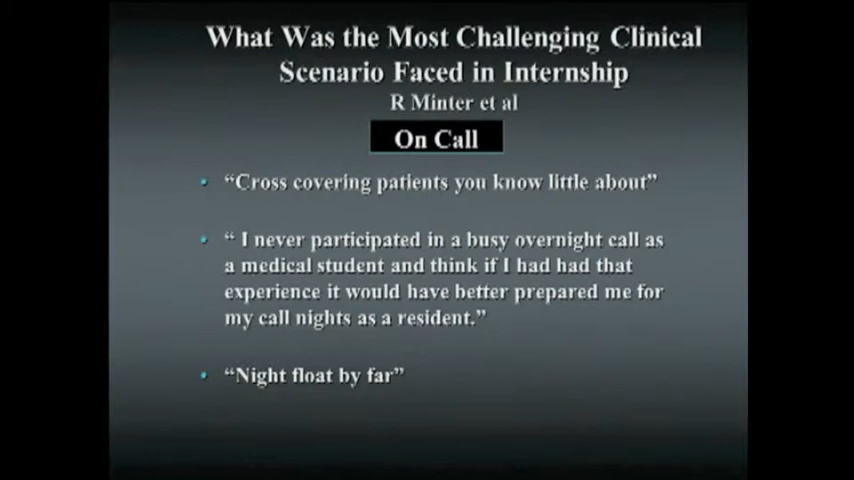 What Was the Most Challenging Clinical
Scenario Faced in Internship
R Minter et al
On Call
• “Cross covering patients you know little about”
• “ I never participated in a busy overnight call as
a medical student and think if I had had that
experience it would have better prepared me for
my call nights as a resident.”
• “Night float by far”